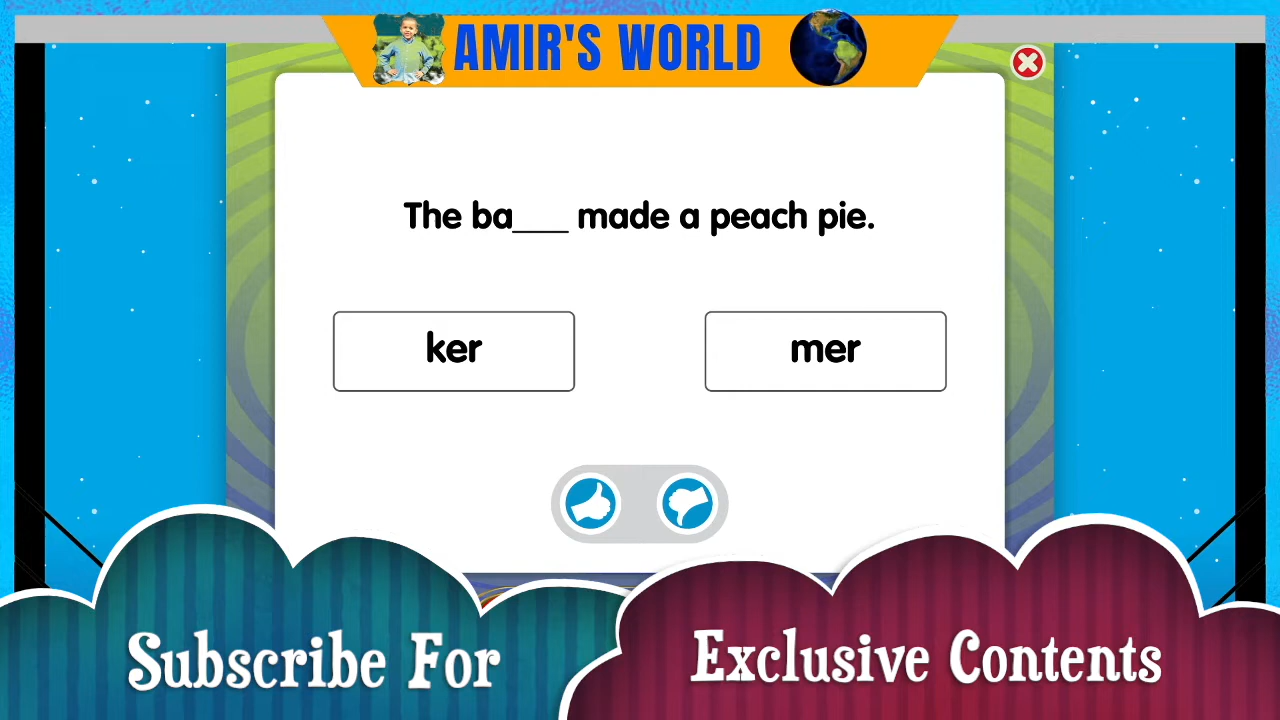 AMIR'S WORLD
The ba___ made a peach pie.
ker
mer
Subscribe For
Exclusive Contents